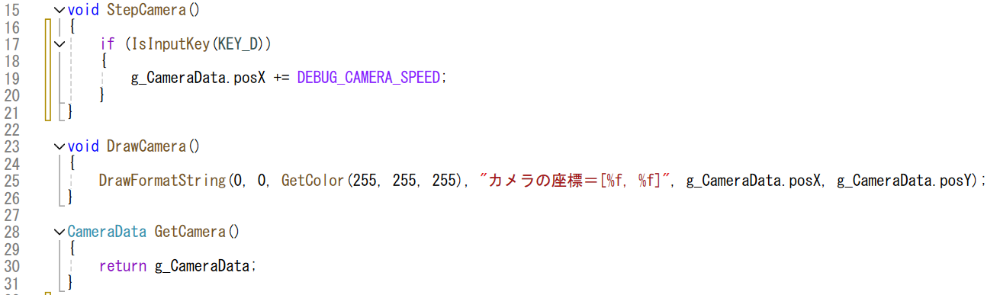 15 void StepCamera()
16 {
17 if (IsInputKey(KEY_D))
18 {
19 g_CameraData.posX += DEBUG_CAMERA_SPEED;
20 }
21 }
22
23 void DrawCamera()
24 {
25 DrawFormatString(0, 0, GetColor(255, 255, 255), "カメラの座標＝[%f, %f]", g_CameraData.posX, g_CameraData.posY);
26 }
27
28 CameraData GetCamera()
29 {
30 return g_CameraData;
31 }